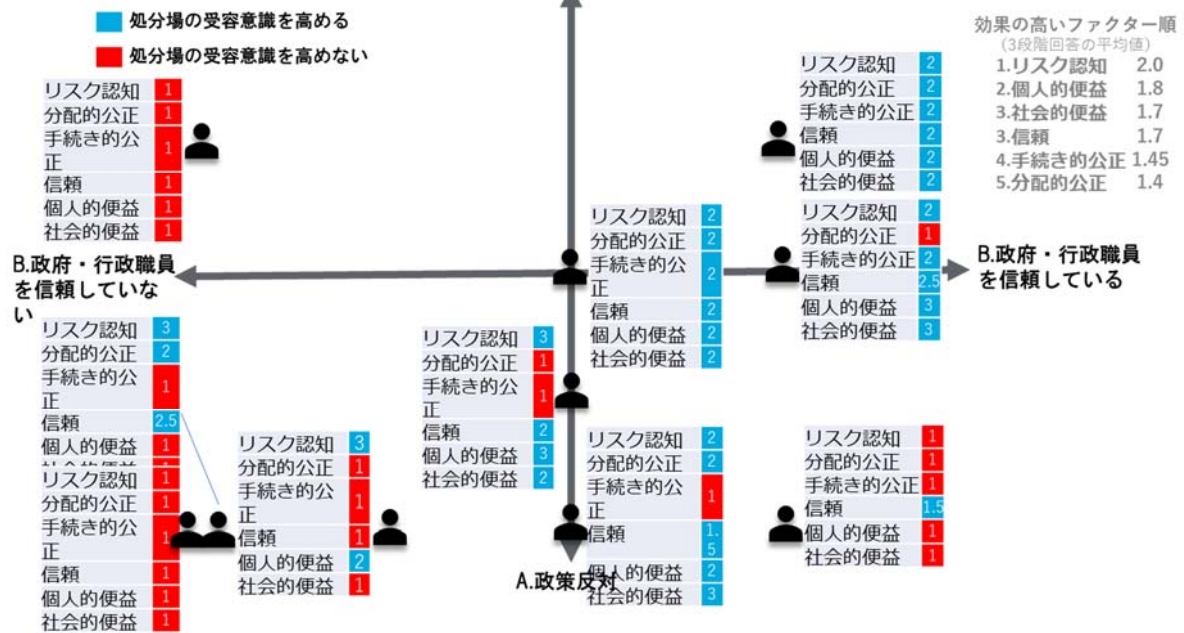 処分場の受容意識を高める
処分場の受容意識を高めない
効果の高いファクター順
(3段階回答の平均値)
1.リスク認知 2.0
2.個人的便益 1.8
3.社会的便益 1.7
3.信頼 1.7
4.手続き的公正 1.45
5.分配的公正 1.4
リスク認知 1
分配的公正 1
手続き的公
正 1
信頼 1
個人的便益 1
社会的便益 1
リスク認知 2
分配的公正 2
手続き的公正 2
信頼 2
個人的便益 2
社会的便益 2
リスク認知 2
分配的公正 2
手続き的公
正 2
信頼 2
個人的便益 2
社会的便益 2
リスク認知 2
分配的公正 1
手続き的公正 2
信頼 2.5
個人的便益 3
社会的便益 3
B.政府・行政職員
を信頼していな
い
B.政府・行政職員
を信頼している
リスク認知 3
分配的公正 2
手続き的公
正 1
信頼 2.5
個人的便益 1
リスク認知 1
分配的公正 1
手続き的公
正 1
信頼 1
個人的便益 1
社会的便益 1
リスク認知 3
分配的公正 1
手続き的公
正 1
信頼 1
個人的便益 2
社会的便益 1
リスク認知 3
分配的公正 1
手続き的公
正 1
信頼 2
個人的便益 3
社会的便益 2
リスク認知 2
分配的公正 2
手続き的公
正 1
信頼 1.
5
個人的便益 2
社会的便益 3
A.政策反対
リスク認知 1
分配的公正 1
手続き的公正 1
信頼 1.5
個人的便益 1
社会的便益 1